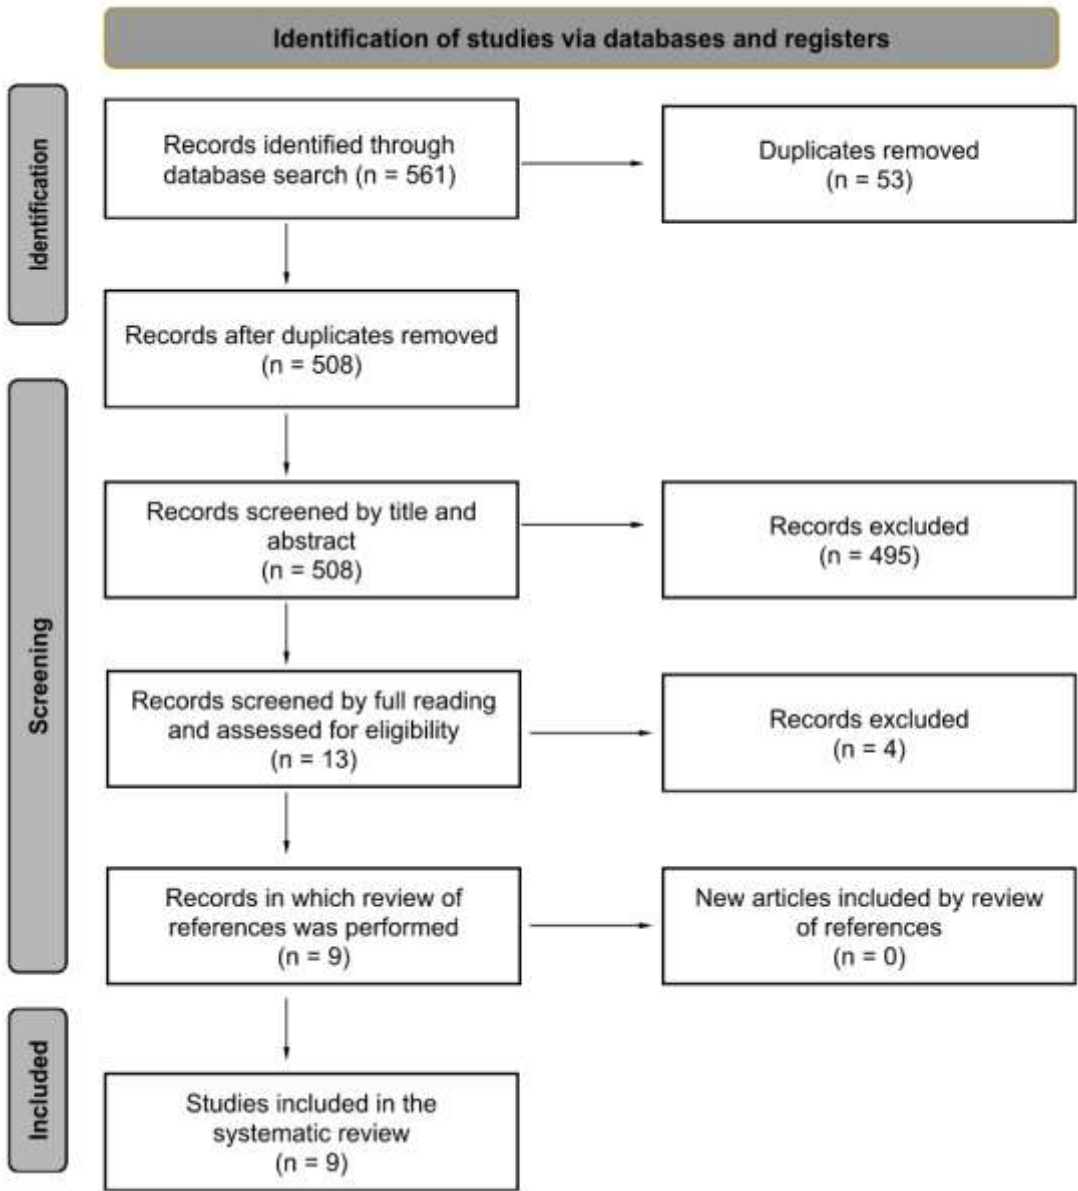 Identification of studies via databases and registers
Identification
Records identified through
database search (n = 561)
Duplicates removed
(n = 53)
Records after duplicates removed
(n = 508)
Screening
Records screened by title and
abstract
(n = 508)
Records excluded
(n = 495)
Records screened by full reading
and assessed for eligibility
(n = 13)
Records excluded
(n = 4)
Records in which review of
references was performed
(n = 9)
New articles included by review
of references
(n = 0)
Included
Studies included in the
systematic review
(n = 9)